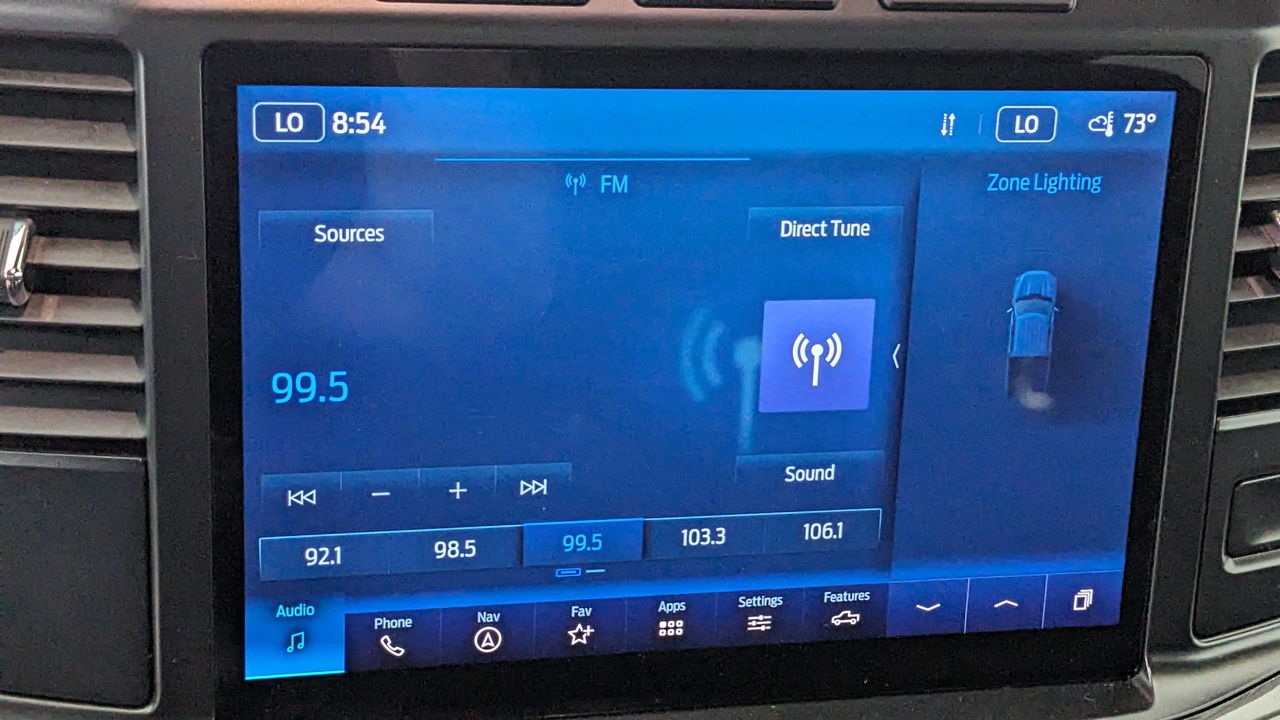 LO 8:54 LO 73°
FM
Zone Lighting
Sources
Direct Tune
99.5
Sound
92.1 98.5 99.5 103.3 106.1
Audio Phone Nav Fav Apps Settings Features